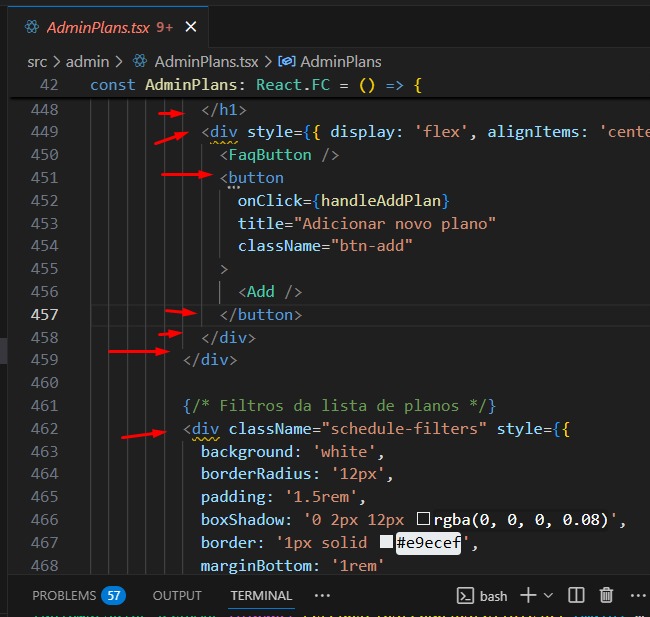 AdminPlans.tsx 9+
src > admin > AdminPlans.tsx > AdminPlans
42 const AdminPlans: React.FC = () => {
448 </h1>
449 <div style={{ display: 'flex', alignItems: 'cente
450 <FaqButton />
451 <button
452 onClick={handleAddPlan}
453 title="Adicionar novo plano"
454 className="btn-add"
455 >
456 <Add />
457 </button>
458 </div>
459 </div>
460
461 {/* Filtros da lista de planos */}
462 <div className="schedule-filters" style={{
463 background: 'white',
464 borderRadius: '12px',
465 padding: '1.5rem',
466 boxShadow: '0 2px 12px rgba(0, 0, 0, 0.08)',
467 border: '1px solid #e9ecef',
468 marginBottom: '1rem'
PROBLEMS 57 OUTPUT TERMINAL ... bash ...